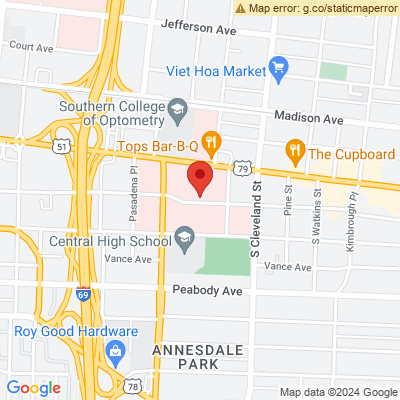 Map error: g.co/staticmaperror
Jefferson Ave
Court Ave
Viet Hoa Market
Southern College
of Optometry
Madison Ave
51
Tops Bar-B-Q
79
The Cupboard
Pasadena Pl
S Cleveland St
Pine St
S Watkins St
Kimbrough Pl
Central High School
Vance Ave
Vance Ave
69
Peabody Ave
Roy Good Hardware
ANNESDALE
PARK
78
Google
Map data ©2024 Google